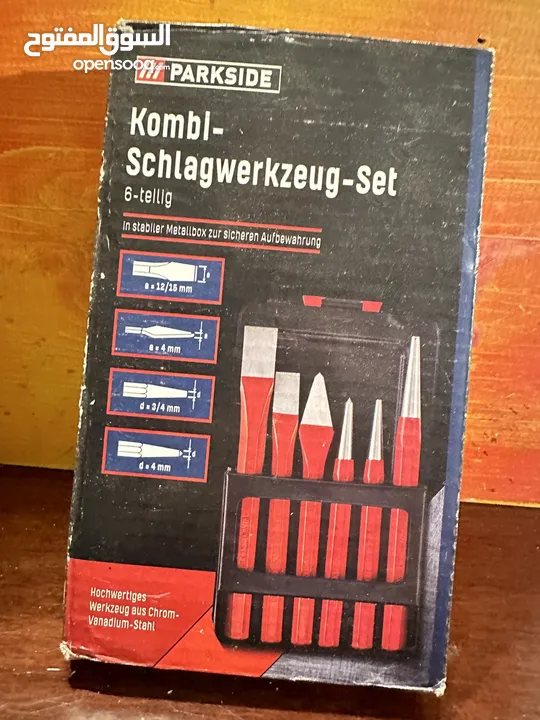 السوق المفتوح
opensooq.com
PARKSIDE
Kombi-
Schlagwerkzeug-Set
6-teilig
In stabiler Metallbox zur sicheren Aufbewahrung
a
a = 12/15 mm
a
a = 4 mm
d
d = 3/4 mm
d
d = 4 mm
Hochwertiges
Werkzeug aus Chrom-
Vanadium-Stahl